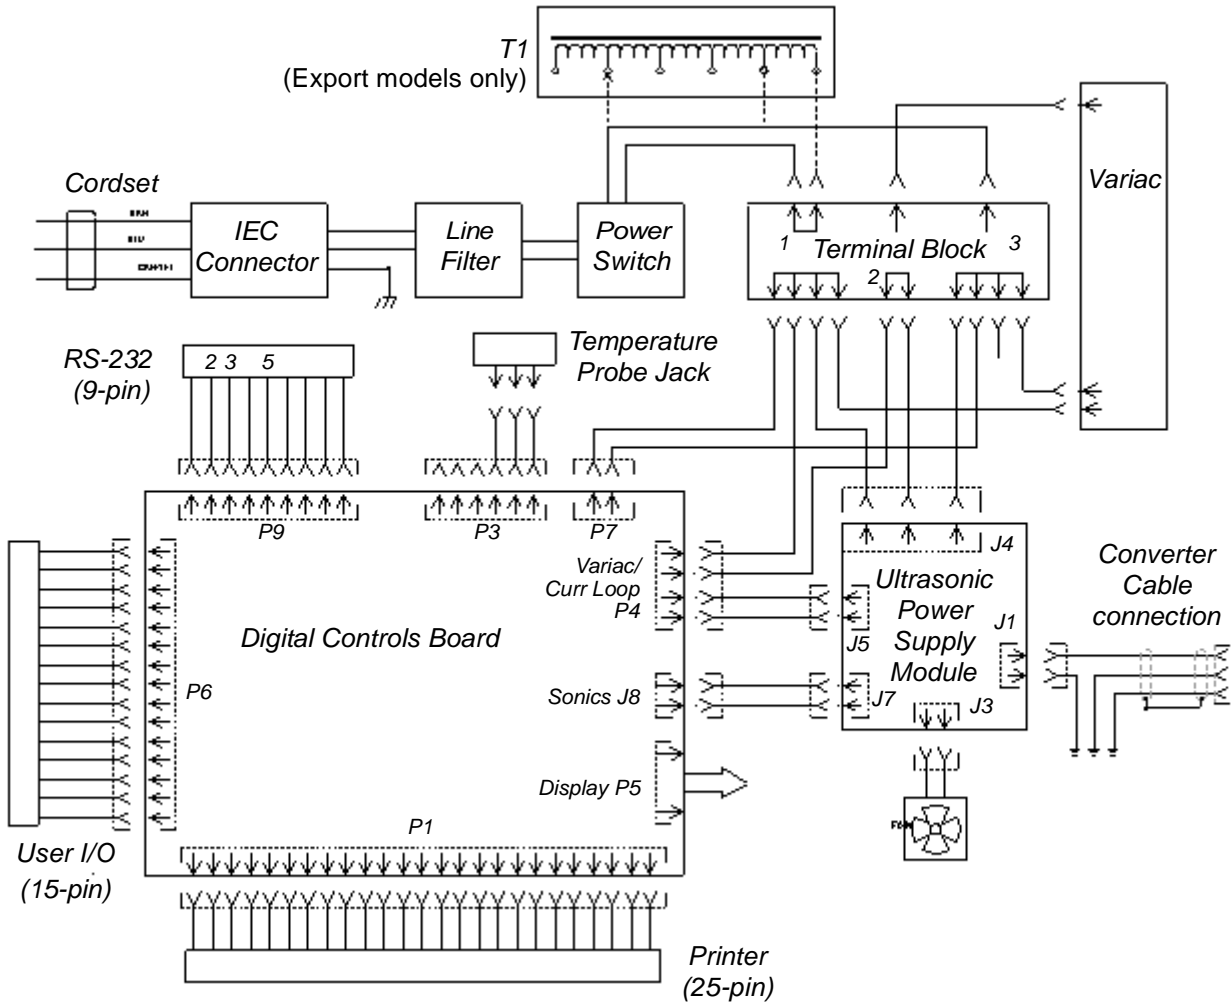 T1
(Export models only)
Cordset
Variac
IEC
Connector
Line
Filter
Power
Switch
1
Terminal Block
3
2
RS-232
(9-pin)
2 3 5
Temperature
Probe Jack
P9
P3
P7
J4
Variac/
Curr Loop
P4
Ultrasonic
Power
Supply
Module
Converter
Cable
connection
J1
J5
Digital Controls Board
P6
Sonics J8
J7
J3
Display P5
P1
User I/O
(15-pin)
Printer
(25-pin)